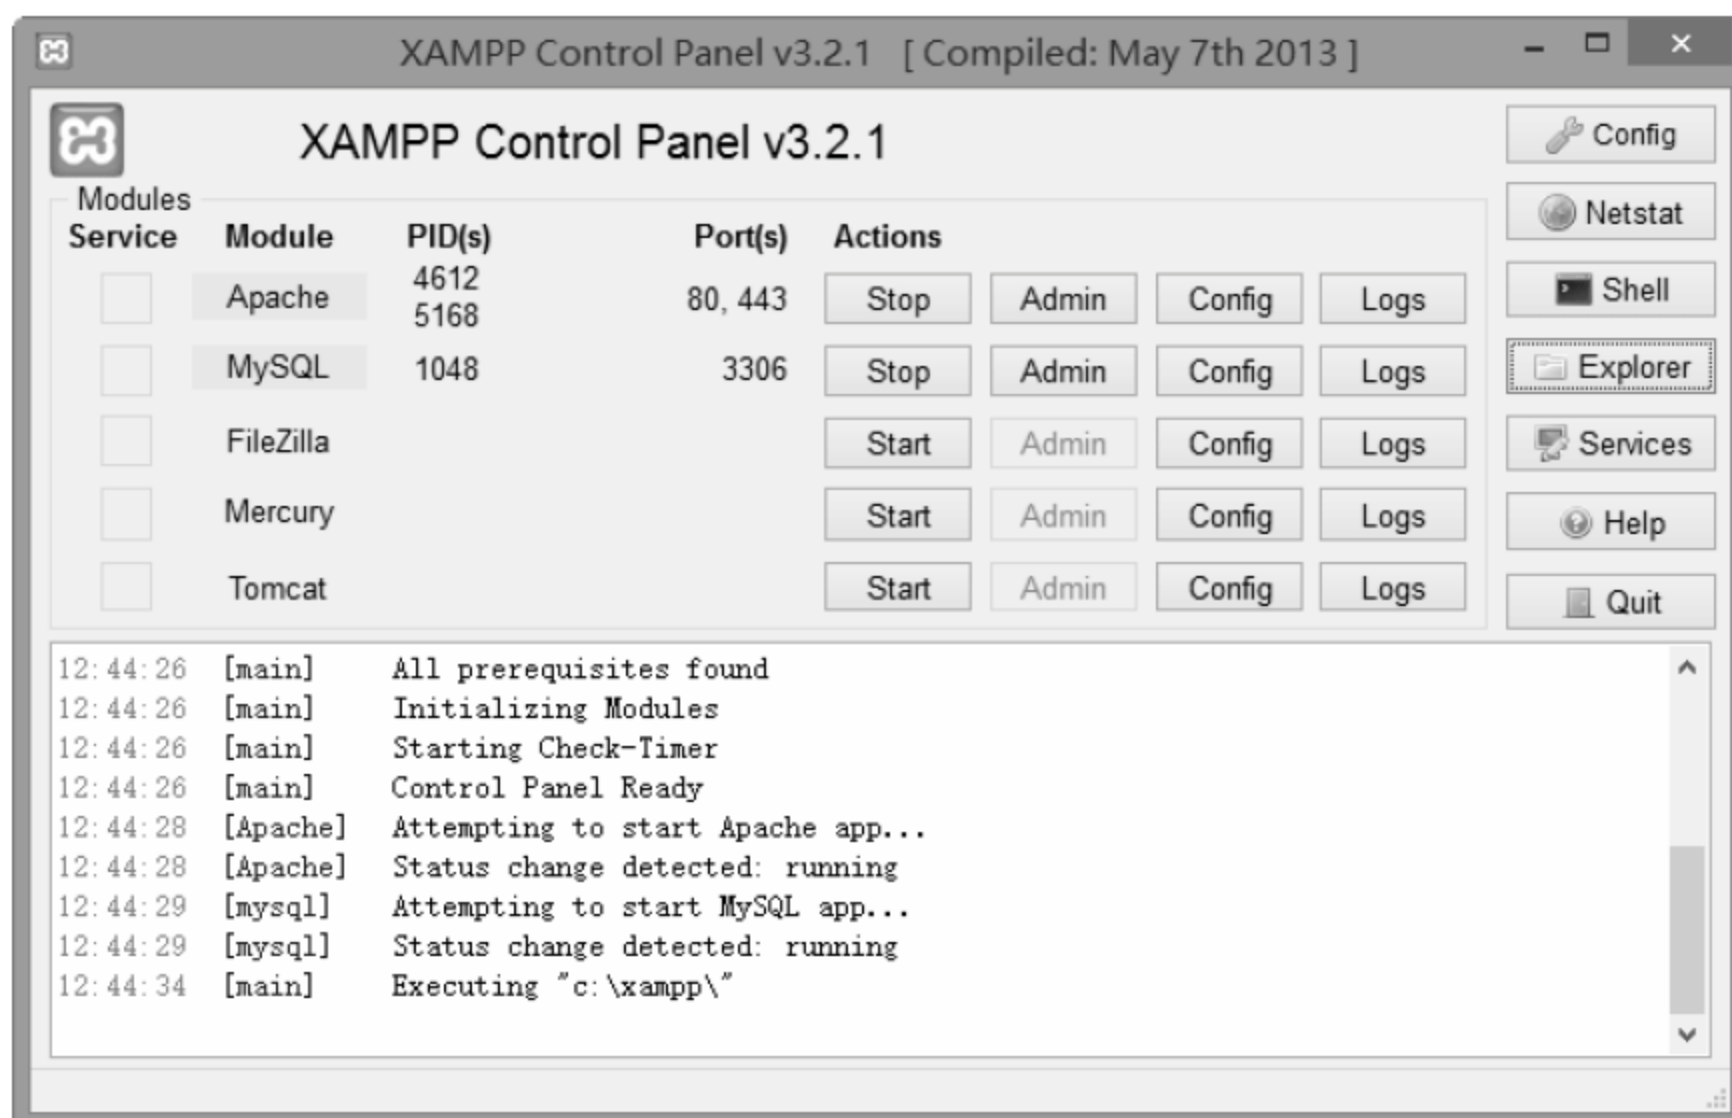 XAMPP Control Panel v3.2.1 [ Compiled: May 7th 2013 ]
XAMPP Control Panel v3.2.1
Config
Modules
Netstat
Service Module PID(s) Port(s) Actions
Apache 4612 5168 80, 443 Stop Admin Config Logs
Shell
MySQL 1048 3306 Stop Admin Config Logs
Explorer
FileZilla Start Admin Config Logs
Services
Mercury Start Admin Config Logs
Help
Tomcat Start Admin Config Logs
Quit
12:44:26 [main] All prerequisites found
12:44:26 [main] Initializing Modules
12:44:26 [main] Starting Check-Timer
12:44:26 [main] Control Panel Ready
12:44:28 [Apache] Attempting to start Apache app...
12:44:28 [Apache] Status change detected: running
12:44:29 [mysql] Attempting to start MySQL app...
12:44:29 [mysql] Status change detected: running
12:44:34 [main] Executing "c:\xampp\"